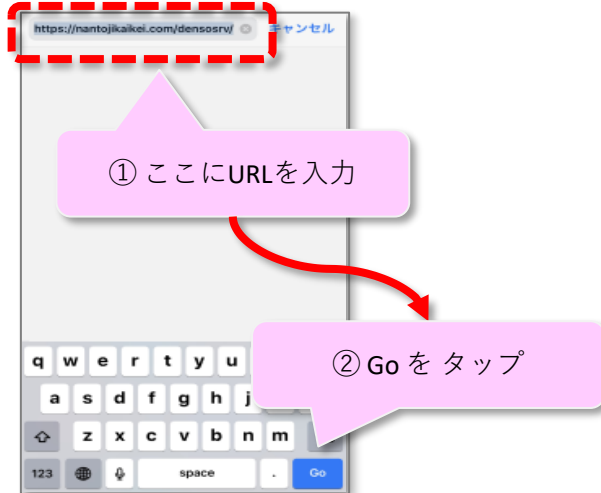 https://nantojikaikei.com/densosrv/ キャンセル
① ここにURLを入力
② Go を タップ
q w e r t y u
a s d f g h j
z x c v b n m
123 space . Go